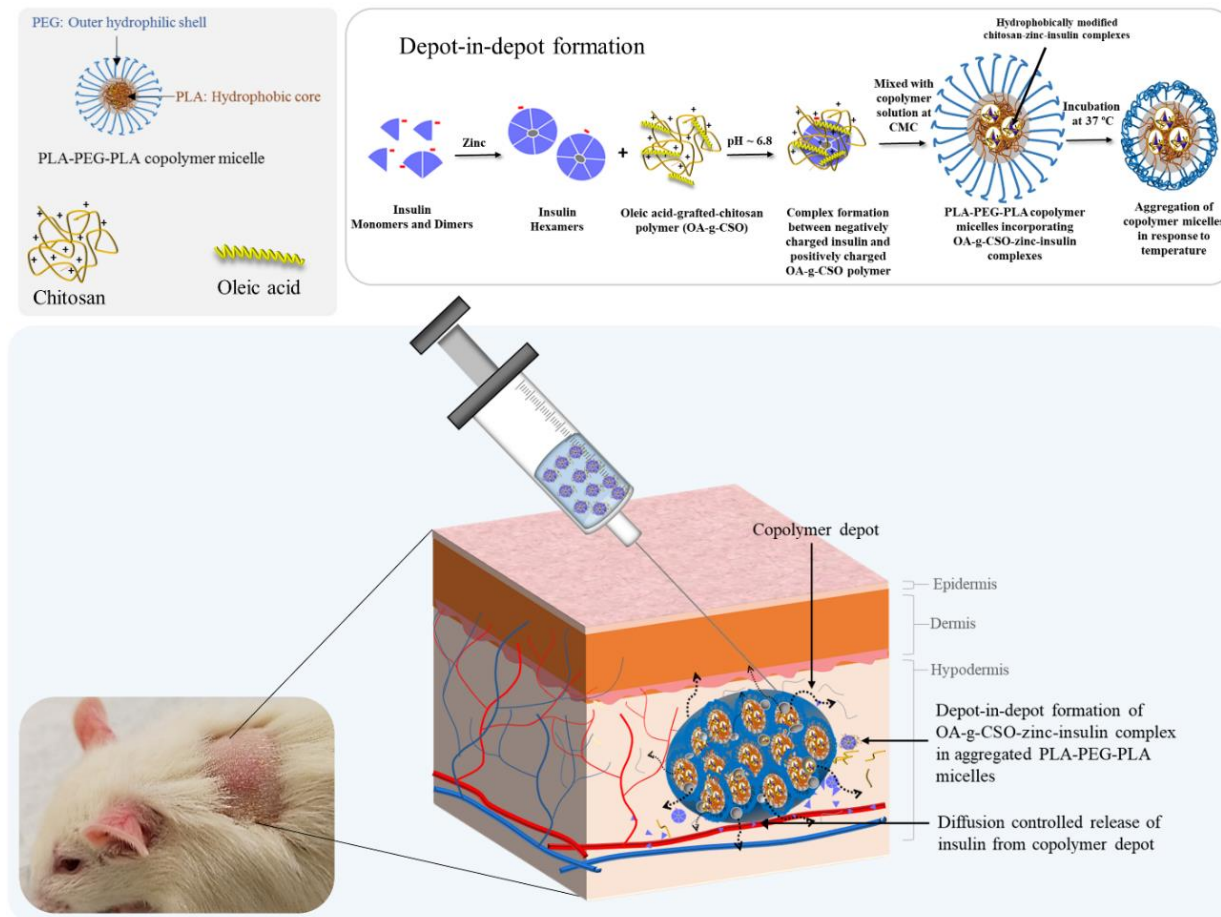 PEG: Outer hydrophilic shell
PLA: Hydrophobic core
PLA-PEG-PLA copolymer micelle
Chitosan
Oleic acid
Depot-in-depot formation
Insulin
Monomers and Dimers
Zinc
Insulin
Hexamers
+
Oleic acid-grafted-chitosan
polymer (OA-g-CSO)
pH ~ 6.8
Complex formation
between negatively
charged insulin and
positively charged
OA-g-CSO polymer
Mixed with
copolymer
solution at
CMC
Hydrophobically modified
chitosan-zinc-insulin complexes
PLA-PEG-PLA copolymer
micelles incorporating
OA-g-CSO-zinc-insulin
complexes
Incubation
at 37 ºC
Aggregation of
copolymer micelles
in response to
temperature
Copolymer depot
Epidermis
Dermis
Hypodermis
Depot-in-depot formation of
OA-g-CSO-zinc-insulin complex
in aggregated PLA-PEG-PLA
micelles
Diffusion controlled release of
insulin from copolymer depot